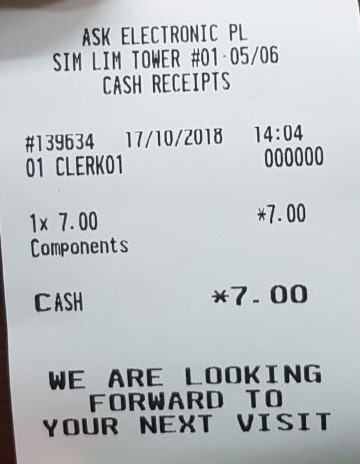 ASK ELECTRONIC PL
SIM LIM TOWER #01-05/06
CASH RECEIPTS
#139634 17/10/2018 14:04
01 CLERK01 000000
1x 7.00 *7.00
Components
CASH *7.00
WE ARE LOOKING
FORWARD TO
YOUR NEXT VISIT